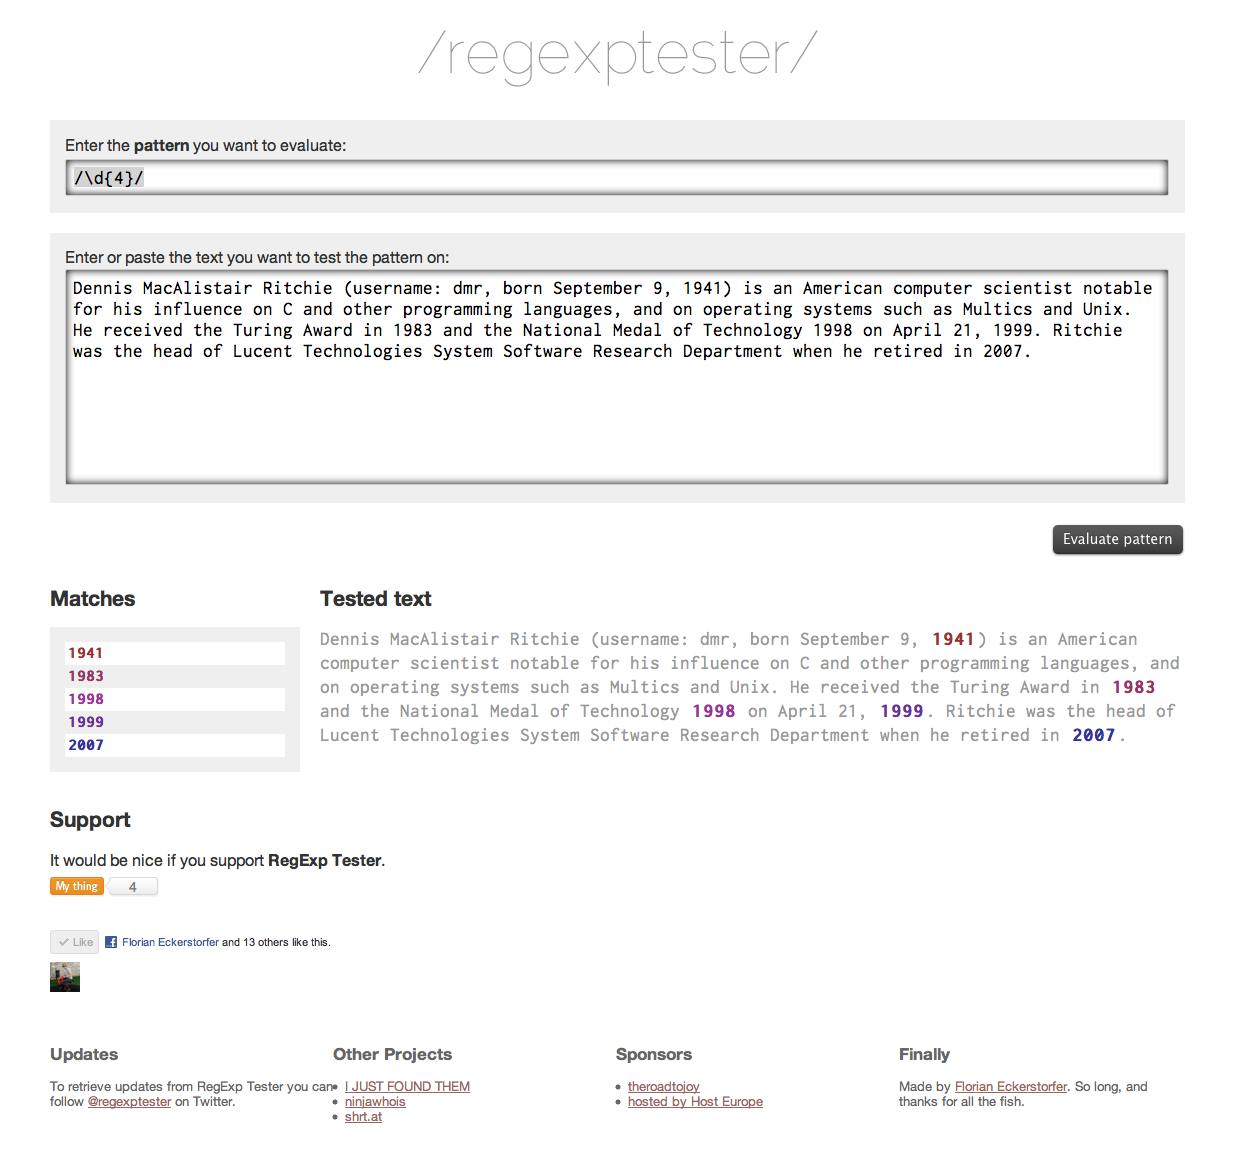 /regexptester/
Enter the pattern you want to evaluate:
/\d{4}/
Enter or paste the text you want to test the pattern on:
Dennis MacAlistair Ritchie (username: dmr, born September 9, 1941) is an American computer scientist notable
for his influence on C and other programming languages, and on operating systems such as Multics and Unix.
He received the Turing Award in 1983 and the National Medal of Technology 1998 on April 21, 1999. Ritchie
was the head of Lucent Technologies System Software Research Department when he retired in 2007.
Evaluate pattern
Matches
1941
1983
1998
1999
2007
Tested text
Dennis MacAlistair Ritchie (username: dmr, born September 9, 1941) is an American
computer scientist notable for his influence on C and other programming languages, and
on operating systems such as Multics and Unix. He received the Turing Award in 1983
and the National Medal of Technology 1998 on April 21, 1999. Ritchie was the head of
Lucent Technologies System Software Research Department when he retired in 2007.
Support
It would be nice if you support RegExp Tester.
My thing 4
Like Florian Eckerstorfer and 13 others like this.
Updates
To retrieve updates from RegExp Tester you can
follow @regexptester on Twitter.
Other Projects
I JUST FOUND THEM
ninjawhois
shrt.at
Sponsors
theroadtojoy
hosted by Host Europe
Finally
Made by Florian Eckerstorfer. So long, and
thanks for all the fish.